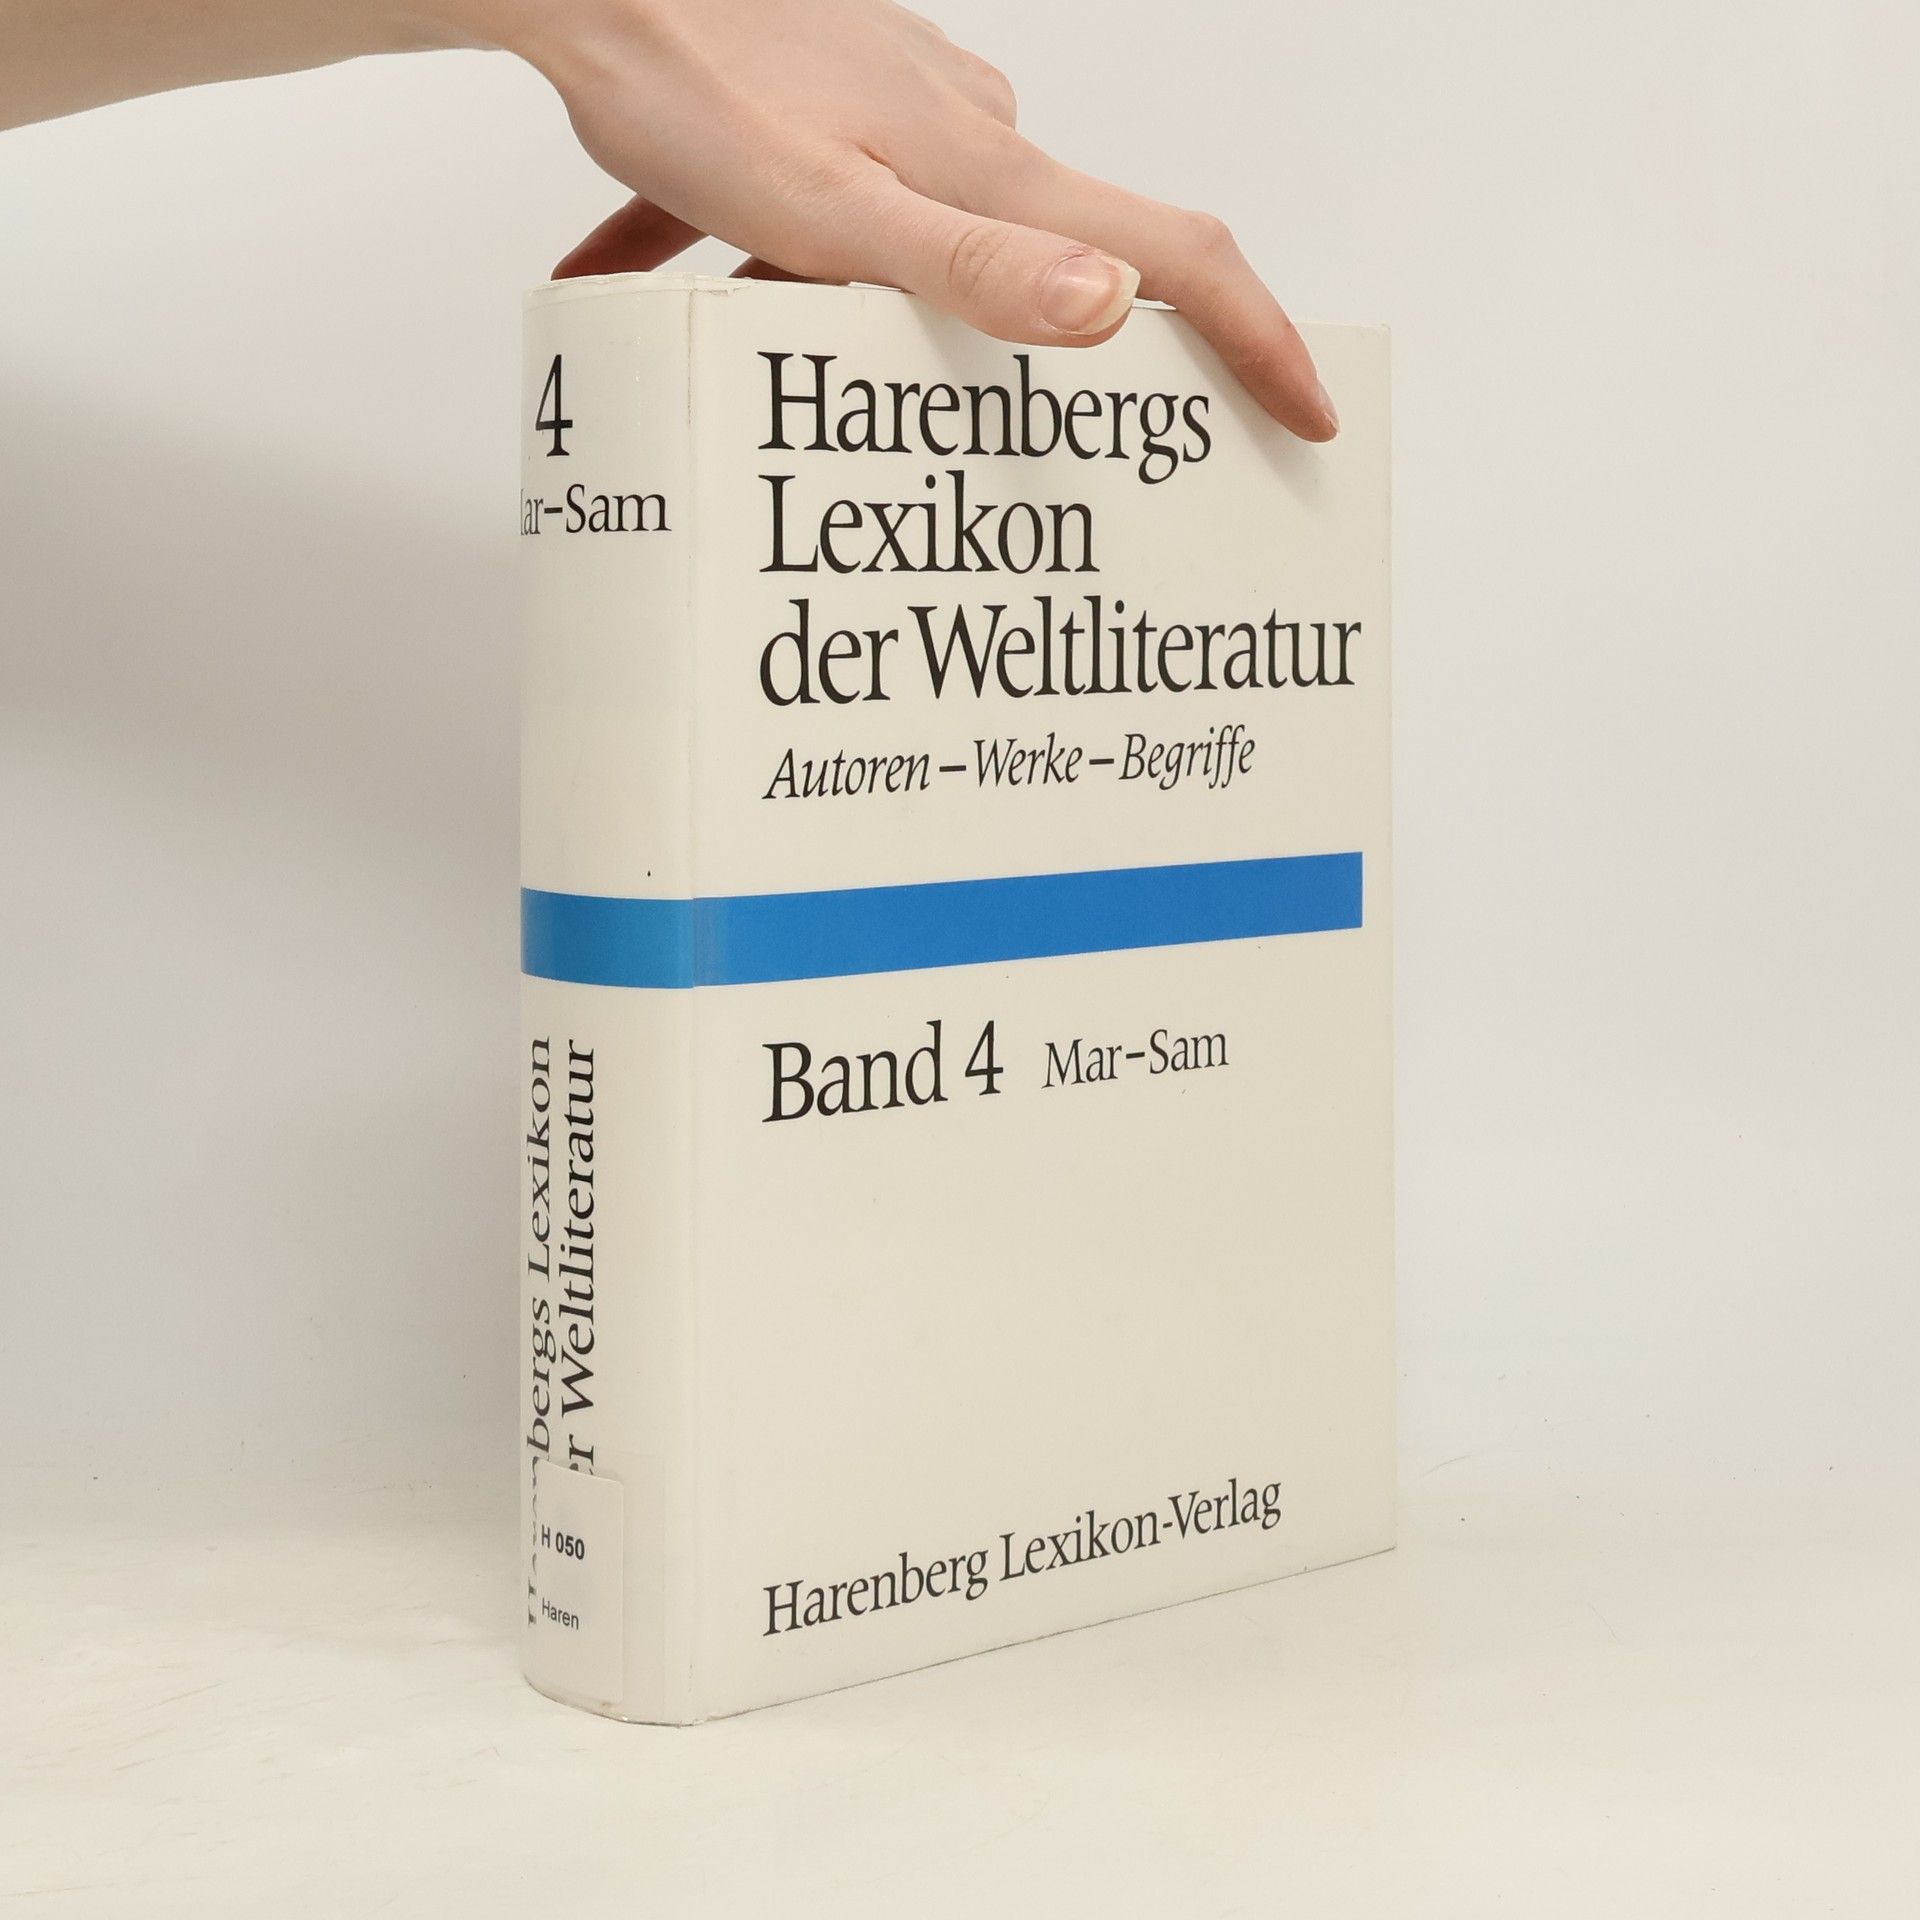 4
Mar–Sam
Harenbergs
Lexikon
der Weltliteratur
Autoren – Werke – Begriffe
Band 4 Mar–Sam
Harenberg Lexikon-Verlag
bergs Lexikon
er Weltliteratur
H 050
Haren